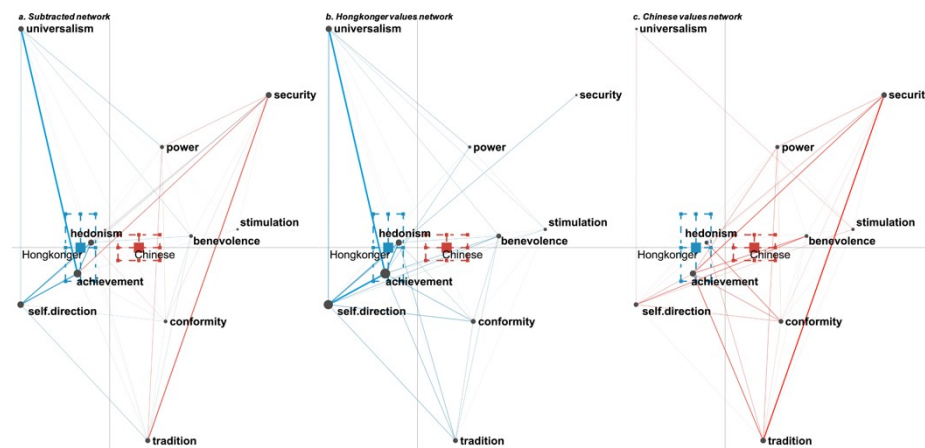 a. Subtracted network
universalism
security
power
stimulation
hedonism
benevolence
Hongkonger
Chinese
achievement
self.direction
conformity
tradition
b. Hongkonger values network
universalism
security
power
stimulation
hedonism
benevolence
Hongkonger
Chinese
achievement
self.direction
conformity
tradition
c. Chinese values network
universalism
securit
power
stimulation
hedonism
benevolence
Hongkonger
Chinese
achievement
self.direction
conformity
tradition